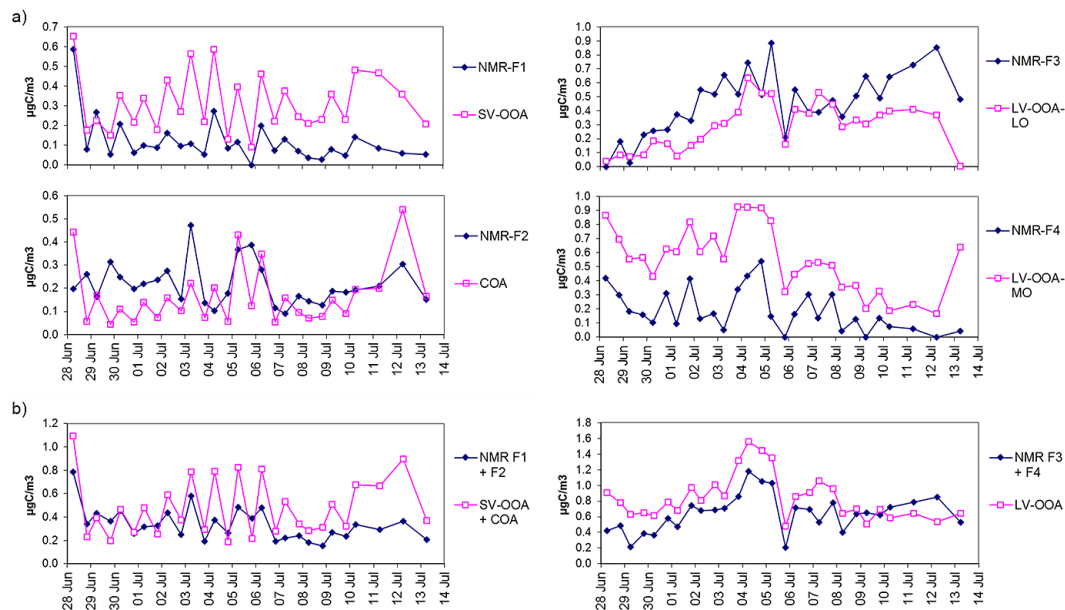 a)
µgC/m3
0.7
0.6
0.5
0.4
0.3
0.2
0.1
0.0
NMR-F1
SV-OOA
µgC/m3
1.0
0.9
0.8
0.7
0.6
0.5
0.4
0.3
0.2
0.1
0.0
NMR-F3
LV-OOA-
LO
µgC/m3
0.6
0.5
0.4
0.3
0.2
0.1
0.0
NMR-F2
COA
28 Jun
29 Jun
30 Jun
01 Jul
02 Jul
03 Jul
04 Jul
05 Jul
06 Jul
07 Jul
08 Jul
09 Jul
10 Jul
11 Jul
12 Jul
13 Jul
14 Jul
µgC/m3
1.0
0.9
0.8
0.7
0.6
0.5
0.4
0.3
0.2
0.1
0.0
NMR-F4
LV-OOA-
MO
28 Jun
29 Jun
30 Jun
01 Jul
02 Jul
03 Jul
04 Jul
05 Jul
06 Jul
07 Jul
08 Jul
09 Jul
10 Jul
11 Jul
12 Jul
13 Jul
14 Jul
b)
µgC/m3
1.2
1.0
0.8
0.6
0.4
0.2
0.0
NMR F1
+ F2
SV-OOA
+ COA
28 Jun
29 Jun
30 Jun
01 Jul
02 Jul
03 Jul
04 Jul
05 Jul
06 Jul
07 Jul
08 Jul
09 Jul
10 Jul
11 Jul
12 Jul
13 Jul
14 Jul
µgC/m3
1.8
1.6
1.4
1.2
1.0
0.8
0.6
0.4
0.2
0.0
NMR F3
+ F4
LV-OOA
28 Jun
29 Jun
30 Jun
01 Jul
02 Jul
03 Jul
04 Jul
05 Jul
06 Jul
07 Jul
08 Jul
09 Jul
10 Jul
11 Jul
12 Jul
13 Jul
14 Jul